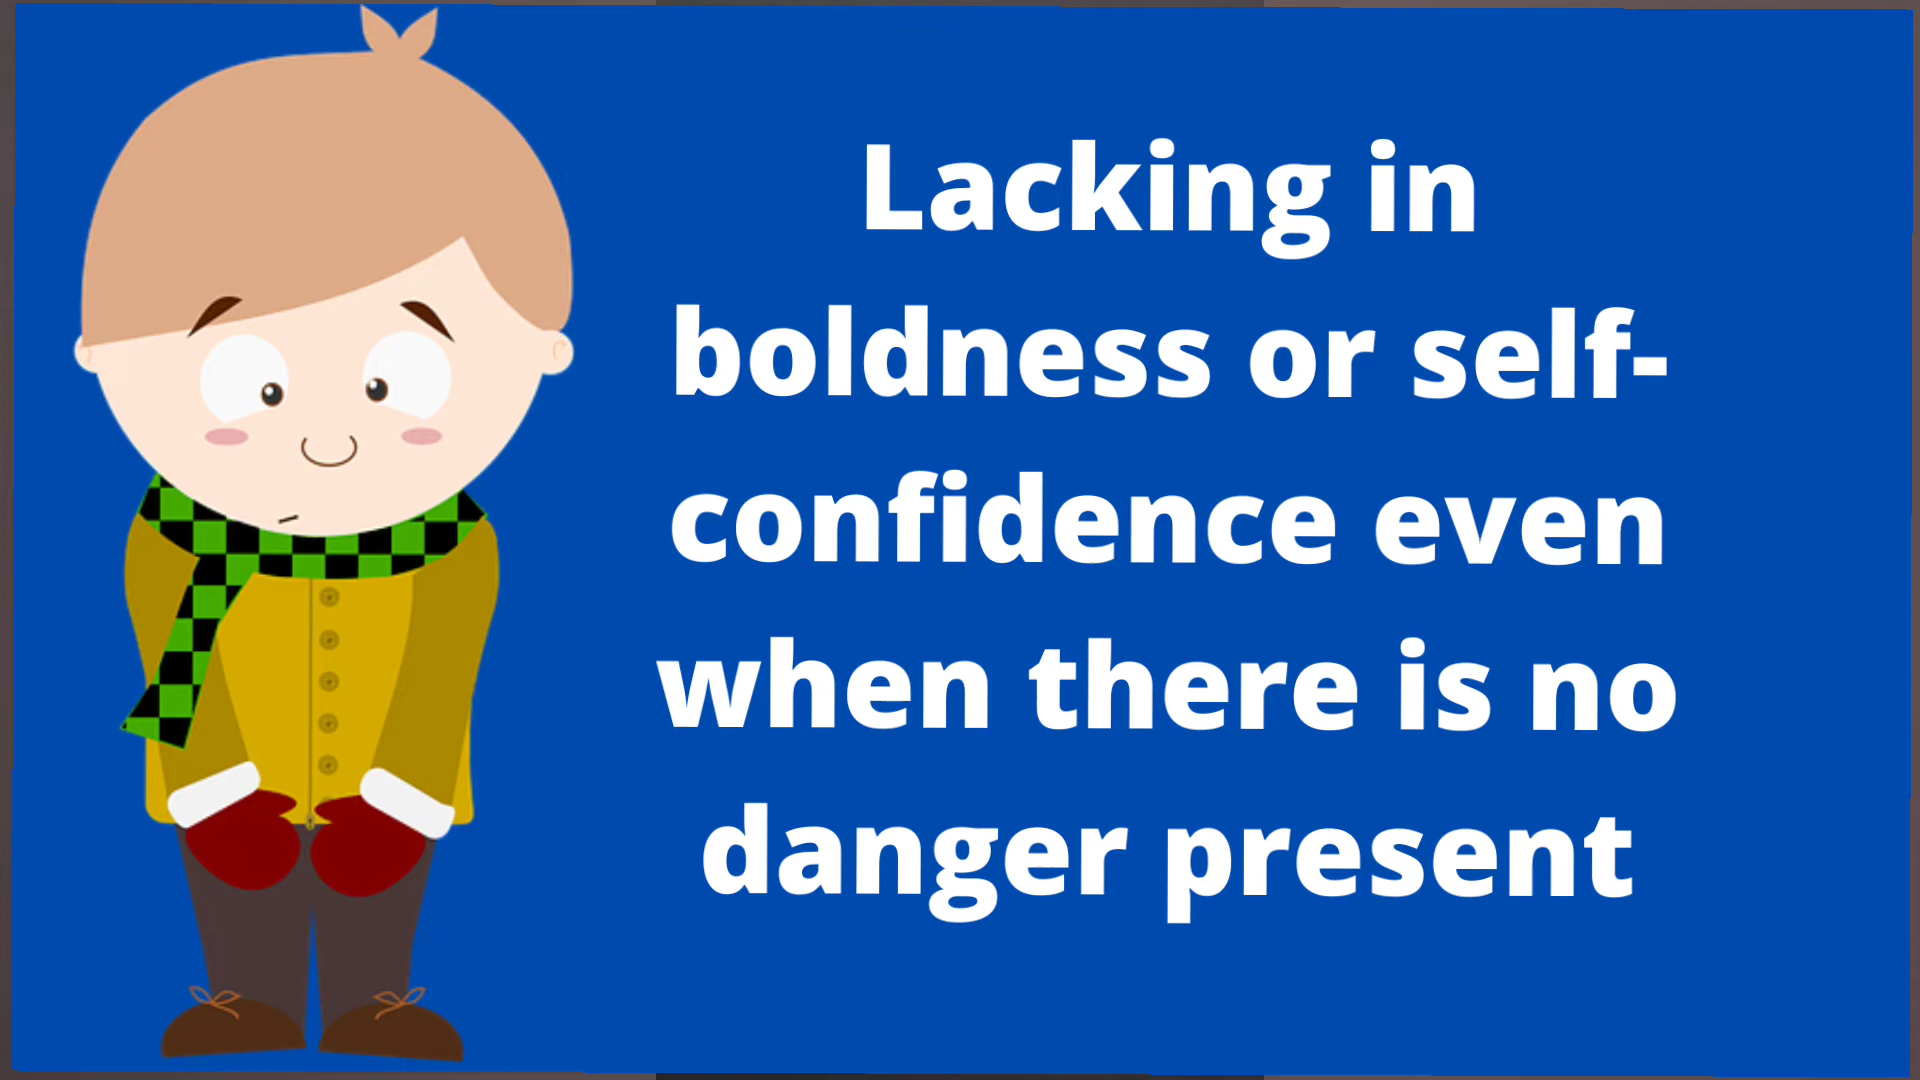 Lacking in
boldness or self-
confidence even
when there is no
danger present